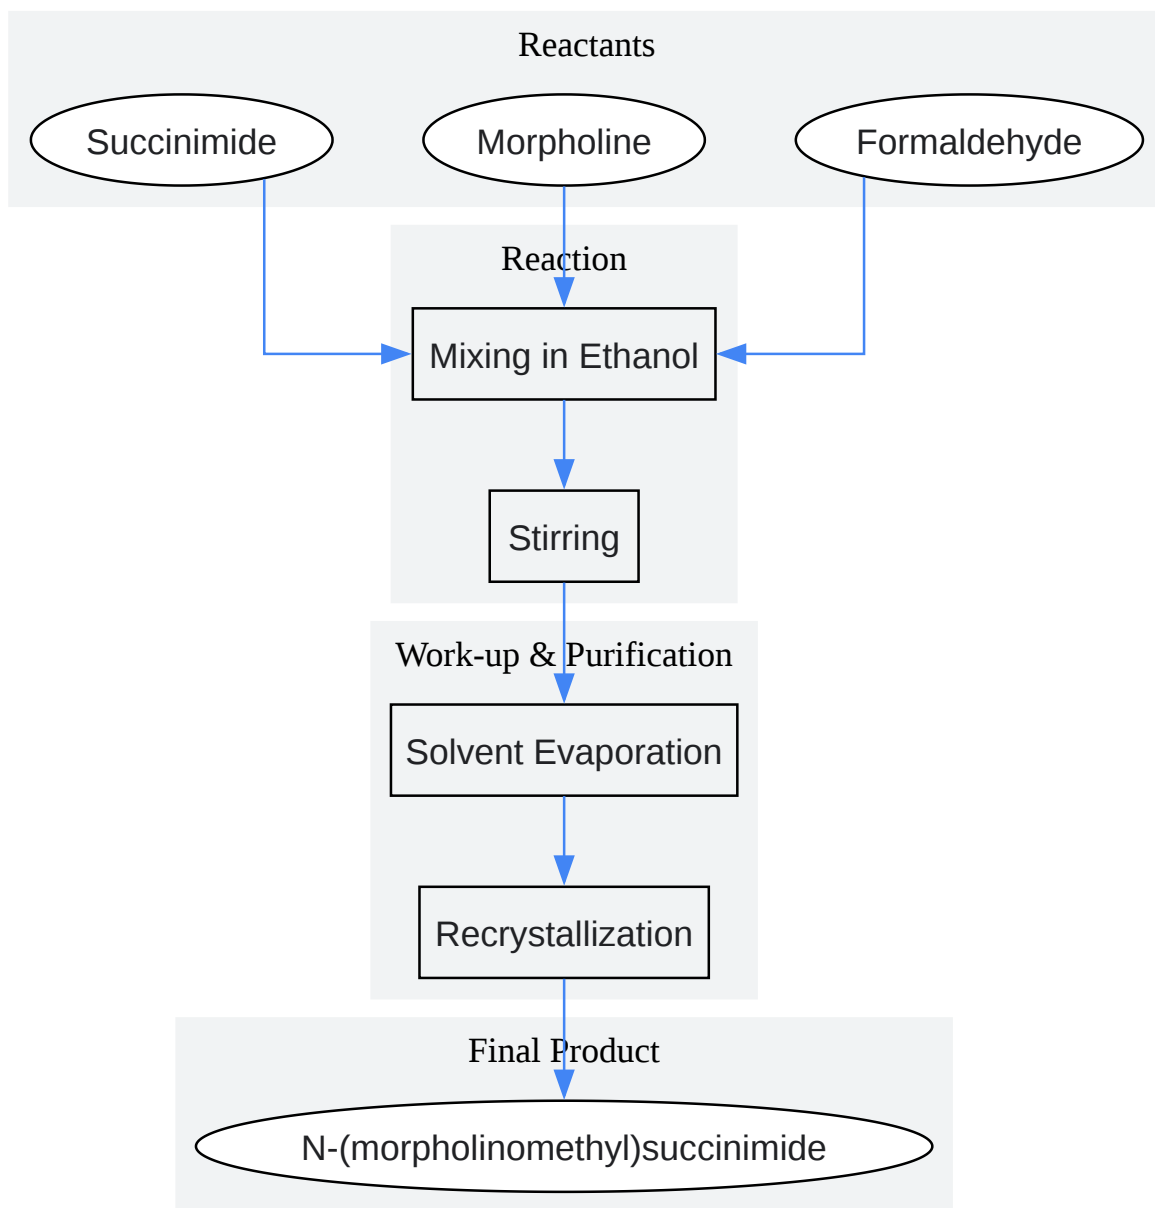 Reactants
Succinimide
Morpholine
Formaldehyde
Reaction
Mixing in Ethanol
Stirring
Work-up & Purification
Solvent Evaporation
Recrystallization
Final Product
N-(morpholinomethyl)succinimide